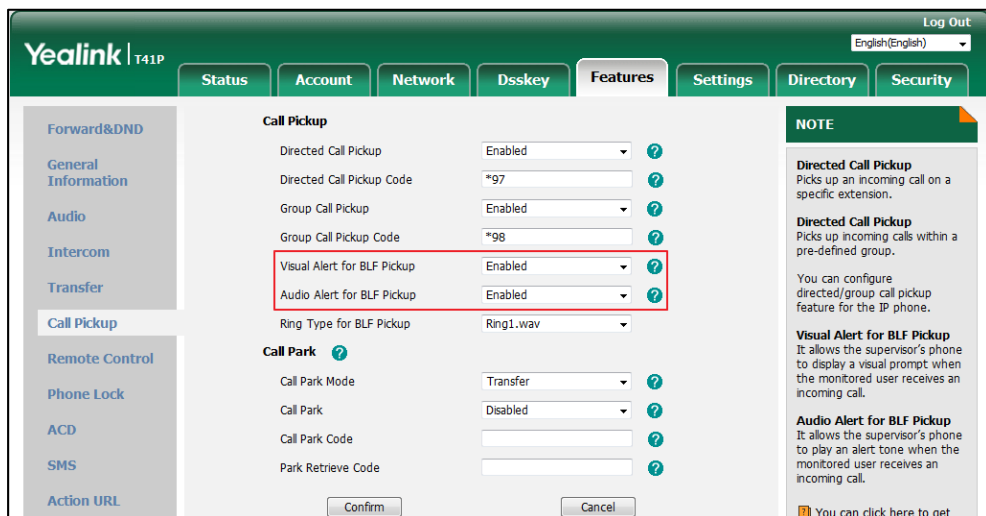 Log Out
English(English)
Yealink | T41P
Status Account Network Dsskey Features Settings Directory Security
Forward&DND
General
Information
Audio
Intercom
Transfer
Call Pickup
Remote Control
Phone Lock
ACD
SMS
Action URL
Call Pickup
Directed Call Pickup Enabled ?
Directed Call Pickup Code *97 ?
Group Call Pickup Enabled ?
Group Call Pickup Code *98 ?
Visual Alert for BLF Pickup Enabled ?
Audio Alert for BLF Pickup Enabled ?
Ring Type for BLF Pickup Ring1.wav
Call Park ?
Call Park Mode Transfer ?
Call Park Disabled ?
Call Park Code ?
Park Retrieve Code ?
Confirm Cancel
NOTE
Directed Call Pickup
Picks up an incoming call on a
specific extension.
Directed Call Pickup
Picks up incoming calls within a
pre-defined group.
You can configure
directed/group call pickup
feature for the IP phone.
Visual Alert for BLF Pickup
It allows the supervisor's phone
to display a visual prompt when
the monitored user receives an
incoming call.
Audio Alert for BLF Pickup
It allows the supervisor's phone
to play an alert tone when the
monitored user receives an
incoming call.
? You can click here to get